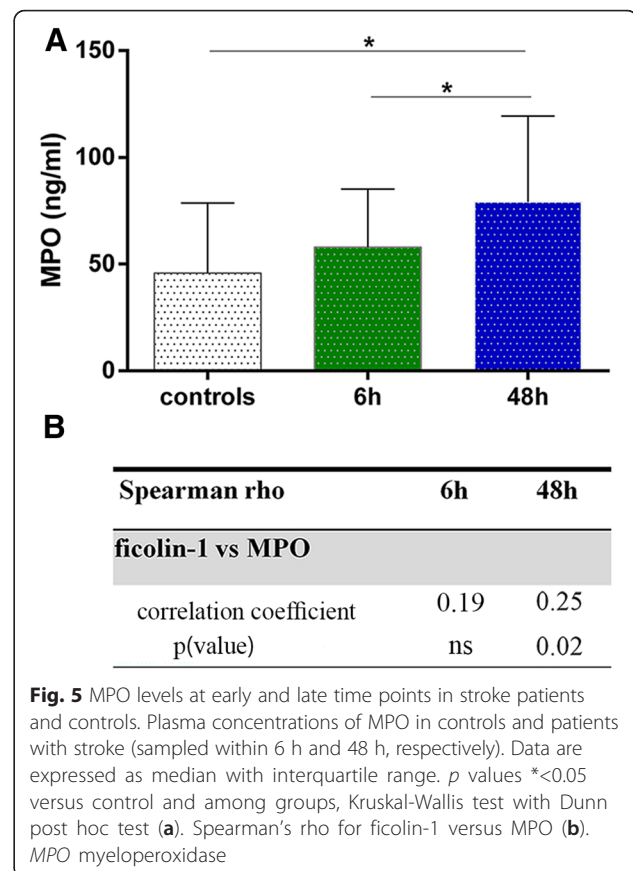 A
*
*
150
100
50
0
MPO (ng/ml)
controls 6h 48h
B
Spearman rho 6h 48h
ficolin-1 vs MPO
correlation coefficient 0.19 0.25
p(value) ns 0.02
Fig. 5 MPO levels at early and late time points in stroke patients
and controls. Plasma concentrations of MPO in controls and patients
with stroke (sampled within 6 h and 48 h, respectively). Data are
expressed as median with interquartile range. p values *<0.05
versus control and among groups, Kruskal-Wallis test with Dunn
post hoc test (a). Spearman's rho for ficolin-1 versus MPO (b).
MPO myeloperoxidase